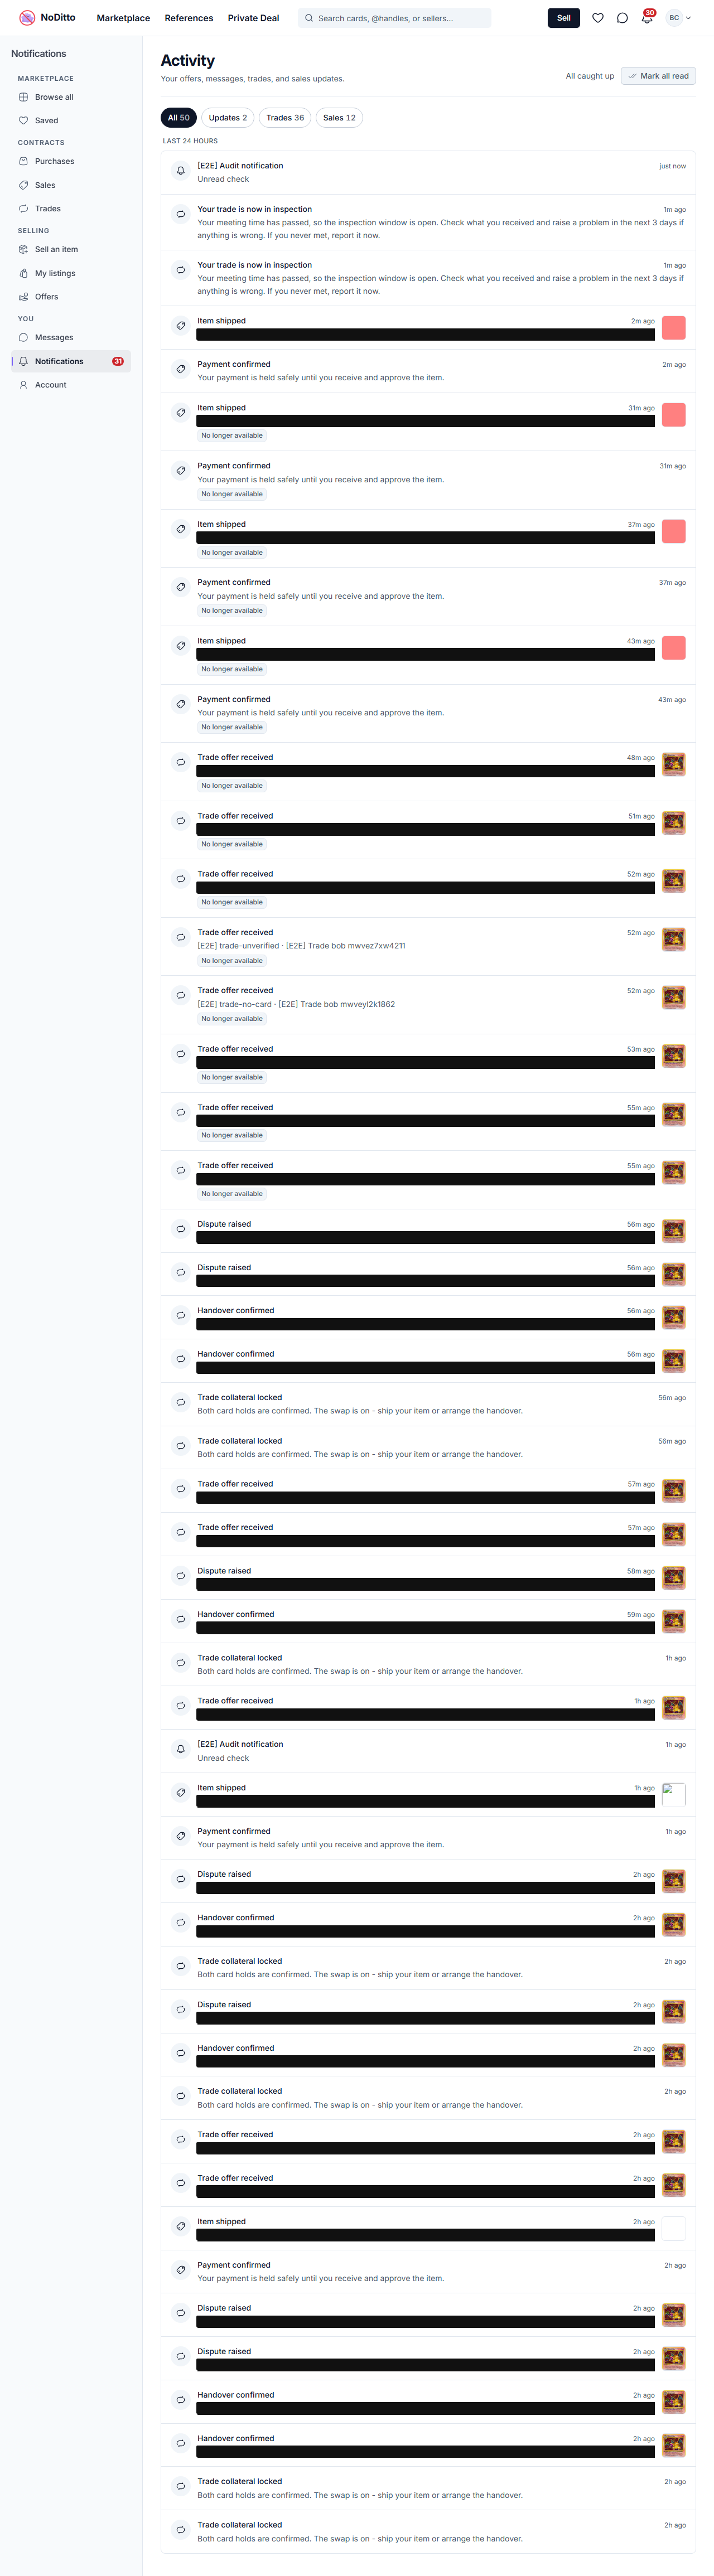 NoDitto
Marketplace
References
Private Deal
Search cards, @handles, or sellers...
Sell
30
BC
Notifications
MARKETPLACE
Browse all
Saved
CONTRACTS
Purchases
Sales
Trades
SELLING
Sell an item
My listings
Offers
YOU
Messages
Notifications 31
Account
Activity
Your offers, messages, trades, and sales updates.
All caught up
Mark all read
All 50
Updates 2
Trades 36
Sales 12
LAST 24 HOURS
[E2E] Audit notification just now
Unread check
Your trade is now in inspection 1m ago
Your meeting time has passed, so the inspection window is open. Check what you received and raise a problem in the next 3 days if
anything is wrong. If you never met, report it now.
Your trade is now in inspection 1m ago
Your meeting time has passed, so the inspection window is open. Check what you received and raise a problem in the next 3 days if
anything is wrong. If you never met, report it now.
Item shipped 2m ago
Payment confirmed 2m ago
Your payment is held safely until you receive and approve the item.
Item shipped 31m ago
No longer available
Payment confirmed 31m ago
Your payment is held safely until you receive and approve the item.
No longer available
Item shipped 37m ago
No longer available
Payment confirmed 37m ago
Your payment is held safely until you receive and approve the item.
No longer available
Item shipped 43m ago
No longer available
Payment confirmed 43m ago
Your payment is held safely until you receive and approve the item.
No longer available
Trade offer received 48m ago
No longer available
Trade offer received 51m ago
No longer available
Trade offer received 52m ago
No longer available
Trade offer received 52m ago
[E2E] trade-unverified · [E2E] Trade bob mwvez7xw4211
No longer available
Trade offer received 52m ago
[E2E] trade-no-card · [E2E] Trade bob mwveyl2k1862
No longer available
Trade offer received 53m ago
No longer available
Trade offer received 55m ago
No longer available
Trade offer received 55m ago
No longer available
Dispute raised 56m ago
Dispute raised 56m ago
Handover confirmed 56m ago
Handover confirmed 56m ago
Trade collateral locked 56m ago
Both card holds are confirmed. The swap is on - ship your item or arrange the handover.
Trade collateral locked 56m ago
Both card holds are confirmed. The swap is on - ship your item or arrange the handover.
Trade offer received 57m ago
Trade offer received 57m ago
Dispute raised 58m ago
Handover confirmed 59m ago
Trade collateral locked 1h ago
Both card holds are confirmed. The swap is on - ship your item or arrange the handover.
Trade offer received 1h ago
[E2E] Audit notification 1h ago
Unread check
Item shipped 1h ago
Payment confirmed 1h ago
Your payment is held safely until you receive and approve the item.
Dispute raised 2h ago
Handover confirmed 2h ago
Trade collateral locked 2h ago
Both card holds are confirmed. The swap is on - ship your item or arrange the handover.
Dispute raised 2h ago
Handover confirmed 2h ago
Trade collateral locked 2h ago
Both card holds are confirmed. The swap is on - ship your item or arrange the handover.
Trade offer received 2h ago
Trade offer received 2h ago
Item shipped 2h ago
Payment confirmed 2h ago
Your payment is held safely until you receive and approve the item.
Dispute raised 2h ago
Dispute raised 2h ago
Handover confirmed 2h ago
Handover confirmed 2h ago
Trade collateral locked 2h ago
Both card holds are confirmed. The swap is on - ship your item or arrange the handover.
Trade collateral locked 2h ago
Both card holds are confirmed. The swap is on - ship your item or arrange the handover.